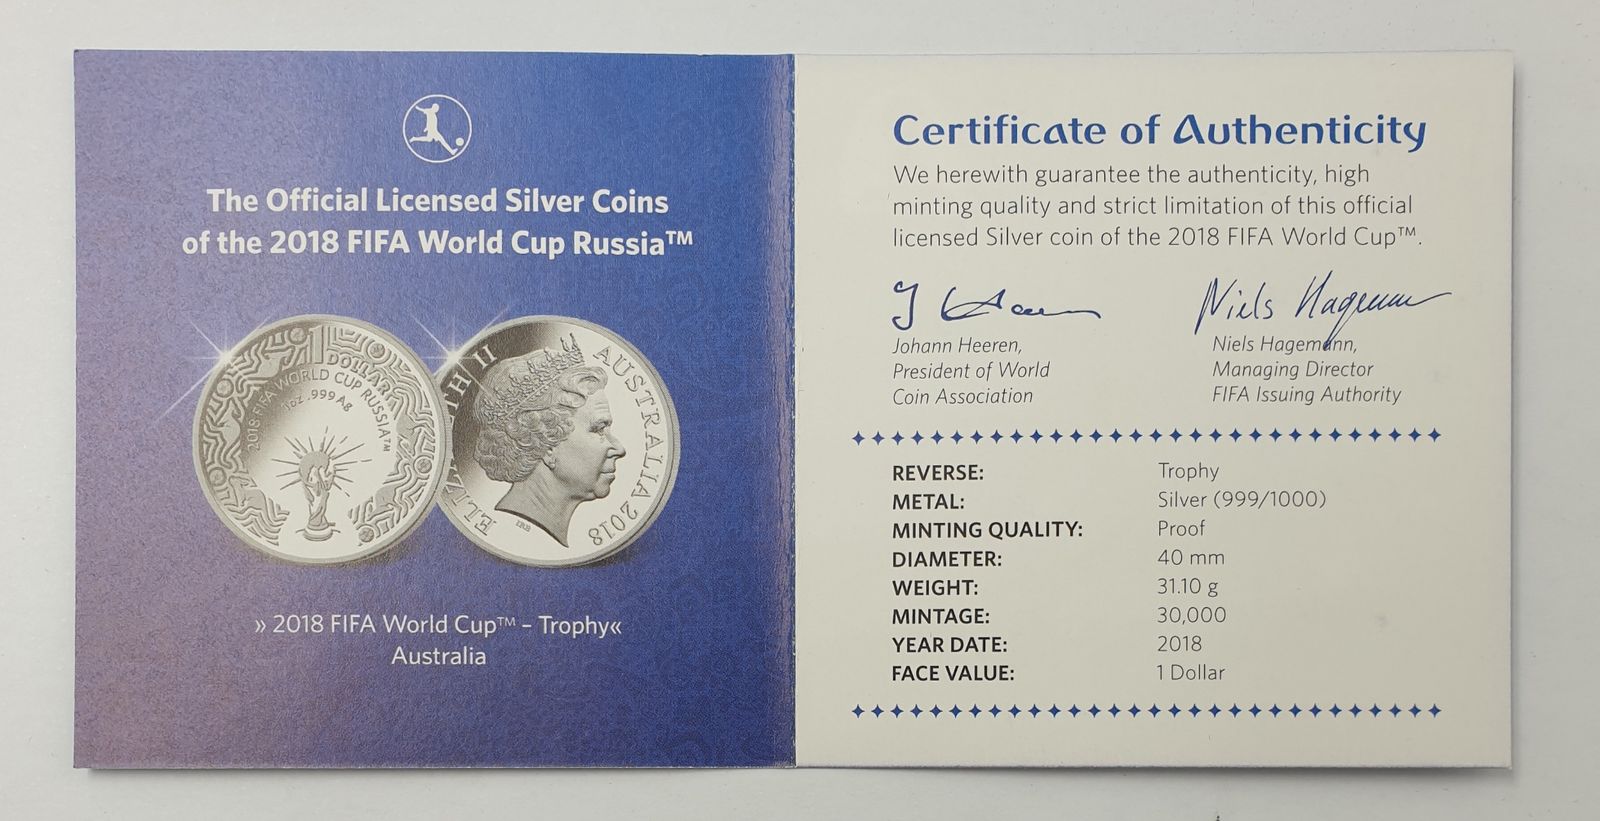 The Official Licensed Silver Coins
of the 2018 FIFA World Cup Russia™
1
DOLLAR
2018 FIFA WORLD CUP RUSSIA™
1oz .999 Ag
ELIZABETH II
AUSTRALIA 2018
IRB
» 2018 FIFA World Cup™ – Trophy«
Australia
Certificate of Authenticity
We herewith guarantee the authenticity, high
minting quality and strict limitation of this official
licensed Silver coin of the 2018 FIFA World Cup™.
Niels Hagemann
Johann Heeren,
President of World
Coin Association
Niels Hagemann,
Managing Director
FIFA Issuing Authority
REVERSE: Trophy
METAL: Silver (999/1000)
MINTING QUALITY: Proof
DIAMETER: 40 mm
WEIGHT: 31.10 g
MINTAGE: 30,000
YEAR DATE: 2018
FACE VALUE: 1 Dollar